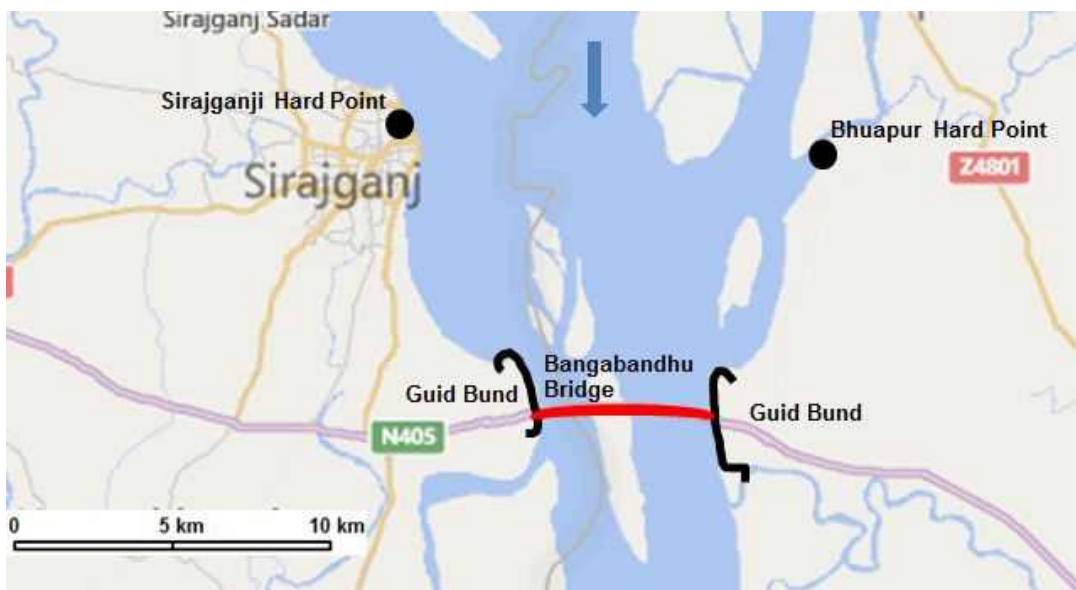 Sirajganj Sadar
Sirajganji Hard Point
Bhuapur Hard Point
Z4801
Sirajganj
Bangabandhu
Bridge
Guid Bund
Guid Bund
N405
0 5 km 10 km